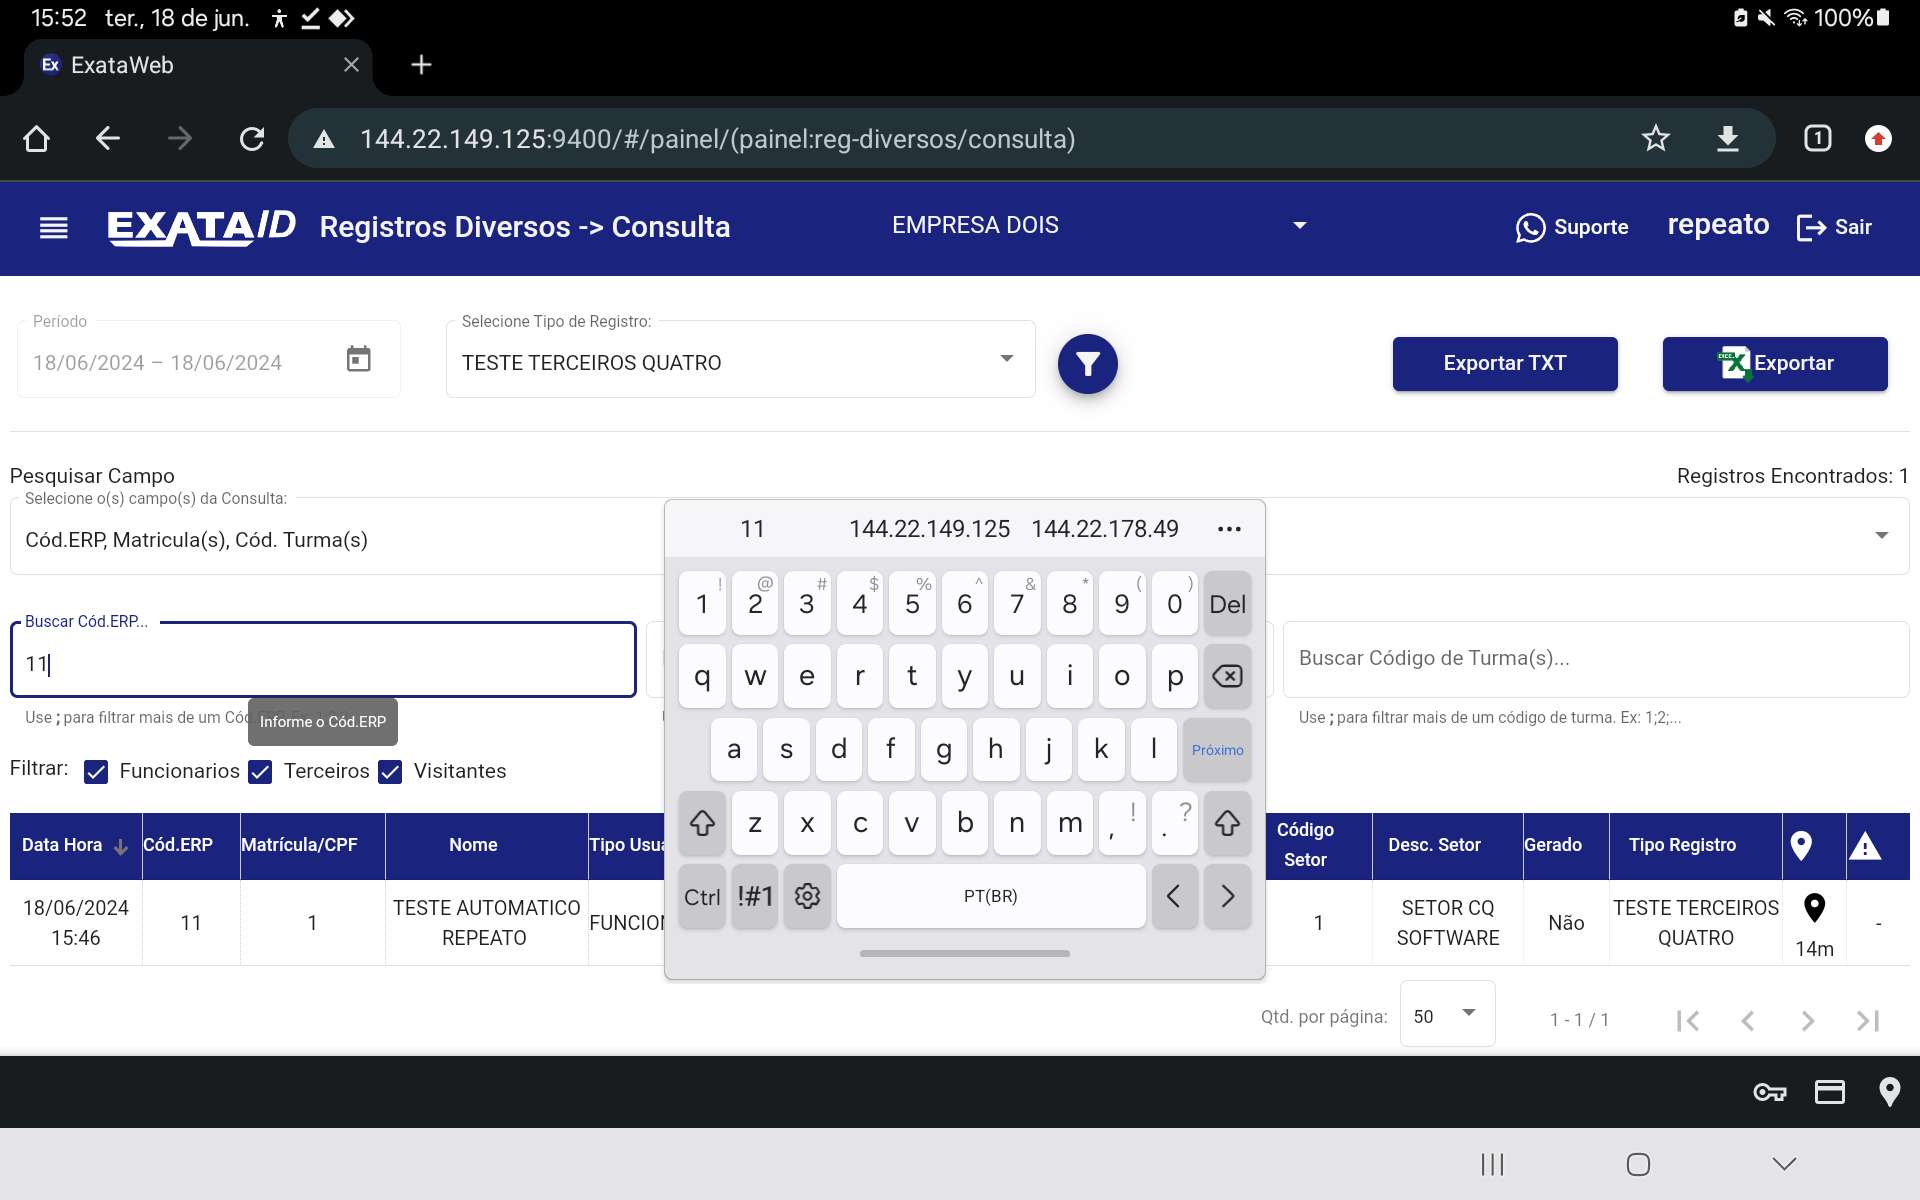 15:52 ter., 18 de jun. 100%
Ex ExataWeb
144.22.149.125:9400/#/painel/(painel:reg-diversos/consulta) 1
EXATA/D Registros Diversos -> Consulta EMPRESA DOIS Suporte repeato Sair
Período Selecione Tipo de Registro:
18/06/2024 – 18/06/2024 TESTE TERCEIROS QUATRO Exportar TXT Exportar
Pesquisar Campo Registros Encontrados: 1
Selecione o(s) campo(s) da Consulta:
Cód.ERP, Matricula(s), Cód. Turma(s)
11 144.22.149.125 144.22.178.49 ...
! @ # $ % ^ & * ( )
1 2 3 4 5 6 7 8 9 0 Del
Buscar Cód.ERP...
11 Buscar Código de Turma(s)...
q w e r t y u i o p
Use ; para filtrar mais de um Use ; para filtrar mais de um código de turma. Ex: 1;2;...
Informe o Cód.ERP
a s d f g h j k l Próximo
Filtrar: Funcionarios Terceiros Visitantes
z x c v b n m , ! . ?
Data Hora Cód.ERP Matrícula/CPF Nome Tipo Código Setor Desc. Setor Gerado Tipo Registro
Ctrl !#1 PT(BR) < >
18/06/2024 TESTE AUTOMATICO SETOR CQ TESTE TERCEIROS
11 1 1 Não -
15:46 REPEATO SOFTWARE QUATRO 14m
Qtd. por página: 50 1 - 1 / 1